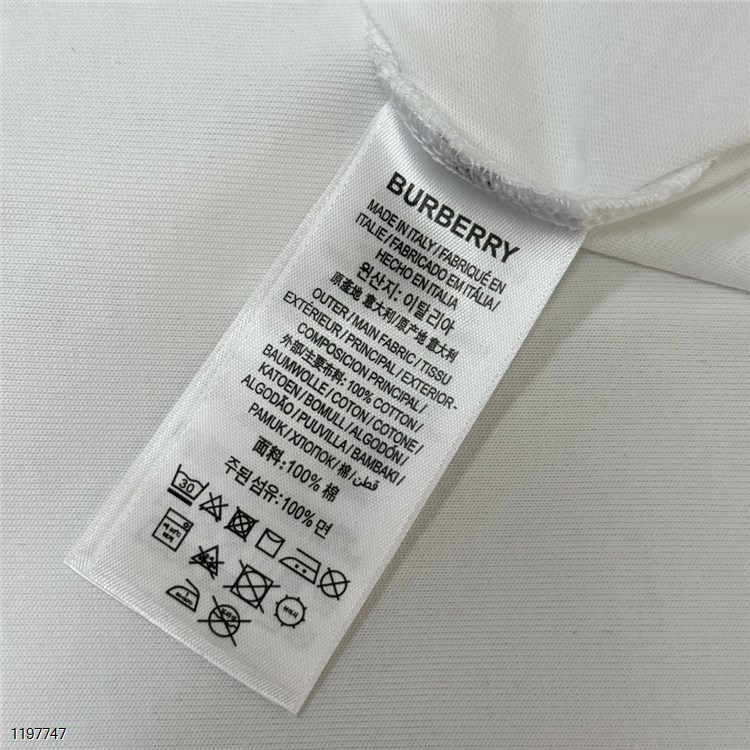 BURBERRY
MADE IN ITALY / FABRIQUÉ EN
ITALIE / FABRICADO EM ITÁLIA /
HECHO EN ITALIA
원산지: 이탈리아
原產地 意大利/原产地 意大利
OUTER / MAIN FABRIC / TISSU
EXTÉRIEUR / PRINCIPAL / EXTERIOR-
COMPOSICION PRINCIPAL /
外部/主要布料: 100% COTTON /
BAUMWOLLE / COTON / COTONE /
KATOEN / BOMULL / ALGODÓN /
ALGODÃO / PUUVILLA / BAMBAKI /
PAMUK / ХПОПОК / 棉 / قطن
面料:100% 棉
주된 섬유:100% 면
30
1197747